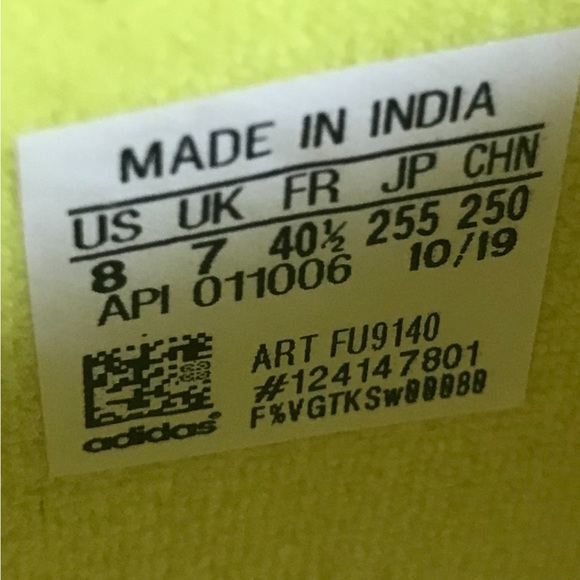 MADE IN INDIA
US UK FR JP CHN
8 7 40½ 255 250
API 011006 10/19
ART FU9140
#124147801
F%VGTKSw00080
adidas